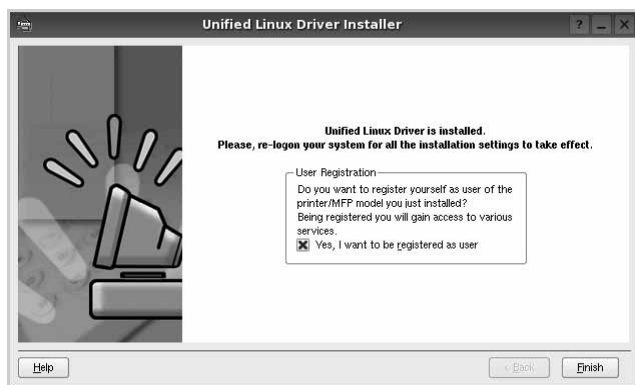 Unified Linux Driver Installer
Unified Linux Driver is installed.
Please, re-logon your system for all the installation settings to take effect.
User Registration
Do you want to register yourself as user of the
printer/MFP model you just installed?
Being registered you will gain access to various
services.
Yes, I want to be registered as user
Help
< Back
Finish